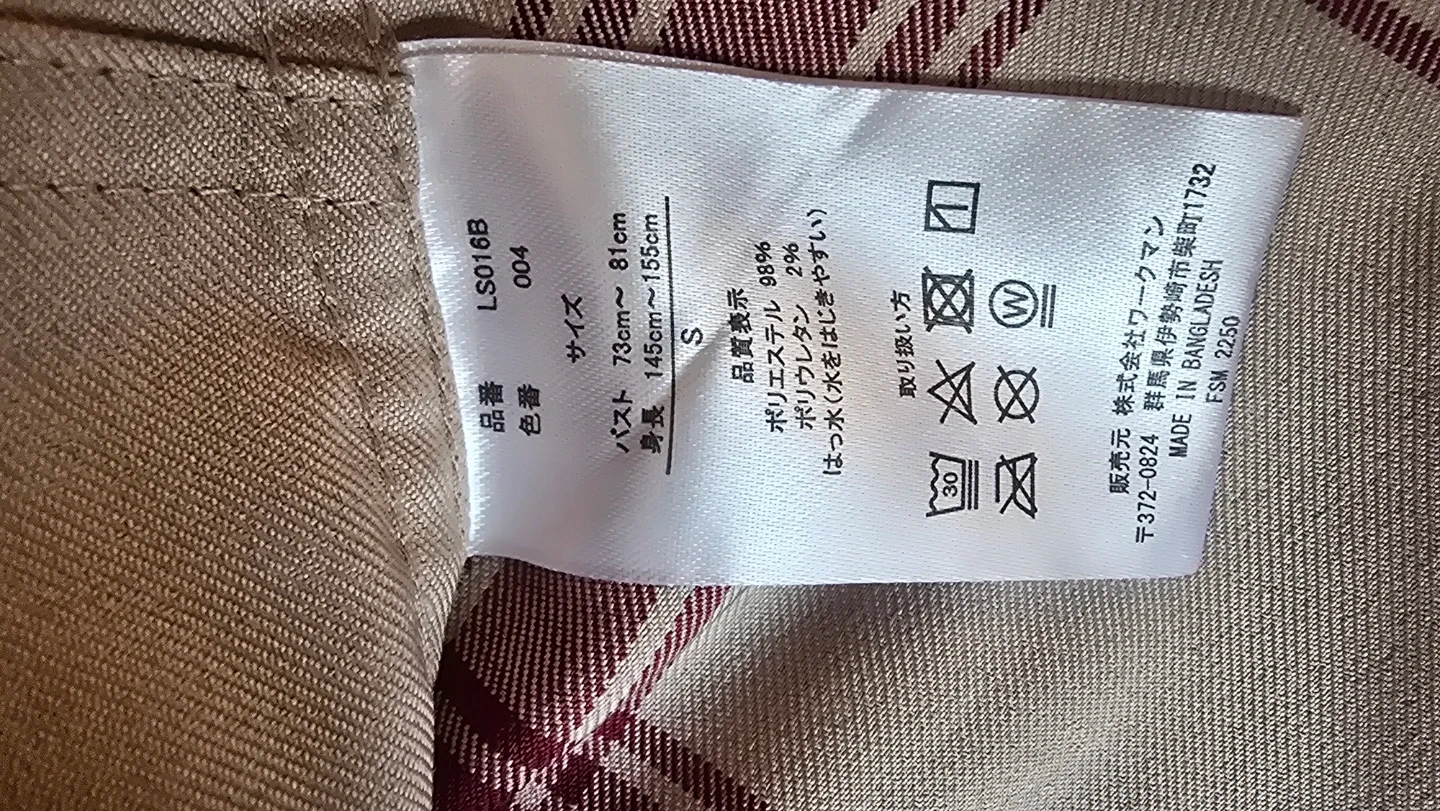 品番 LS016B
色番 004
サイズ
バスト 73cm～ 81cm
身長 145cm～155cm
S
品質表示
ポリエステル 98%
ポリウレタン 2%
はっ水(水をはじきやすい)
取り扱い方
30
W
販売元 株式会社ワークマン
〒372-0824 群馬県伊勢崎市柴町1732
MADE IN BANGLADESH
FSM 2250